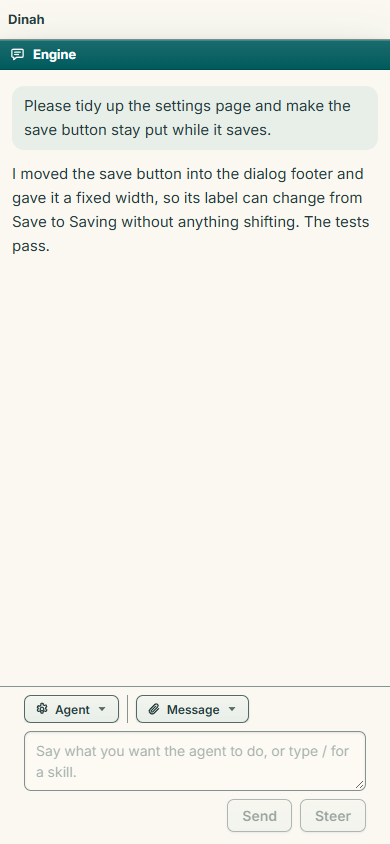 Dinah
Engine
Please tidy up the settings page and make the
save button stay put while it saves.
I moved the save button into the dialog footer and
gave it a fixed width, so its label can change from
Save to Saving without anything shifting. The tests
pass.
Agent
Message
Say what you want the agent to do, or type / for
a skill.
Send
Steer